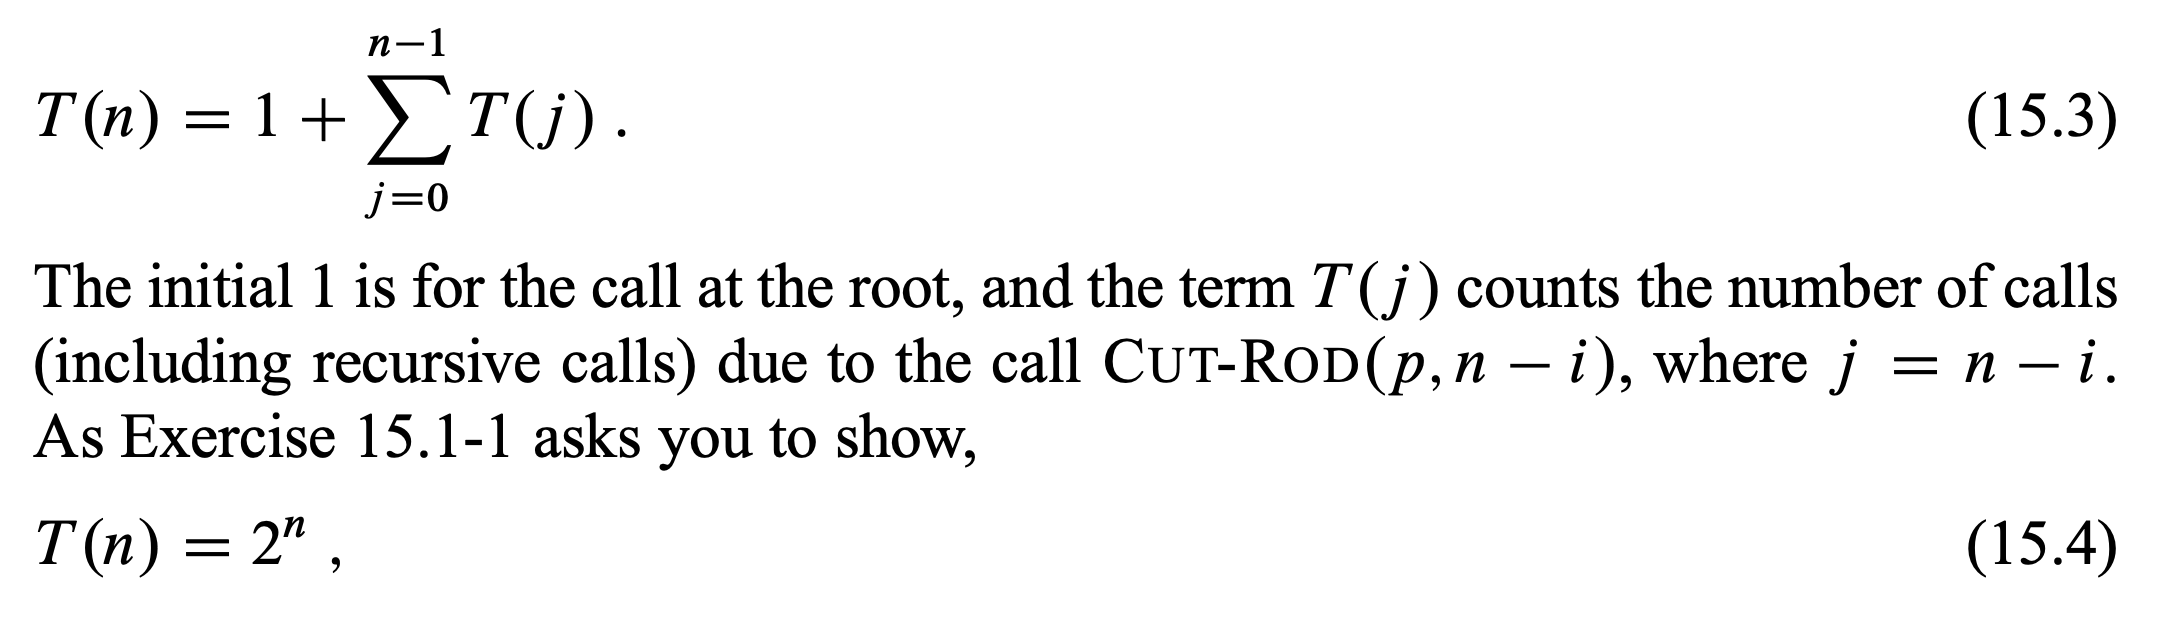 T(n) = 1 + \sum_{j=0}^{n-1} T(j) . (15.3)
The initial 1 is for the call at the root, and the term T(j) counts the number of calls
(including recursive calls) due to the call CUT-ROD(p, n − i), where j = n − i.
As Exercise 15.1-1 asks you to show,
T(n) = 2^n , (15.4)